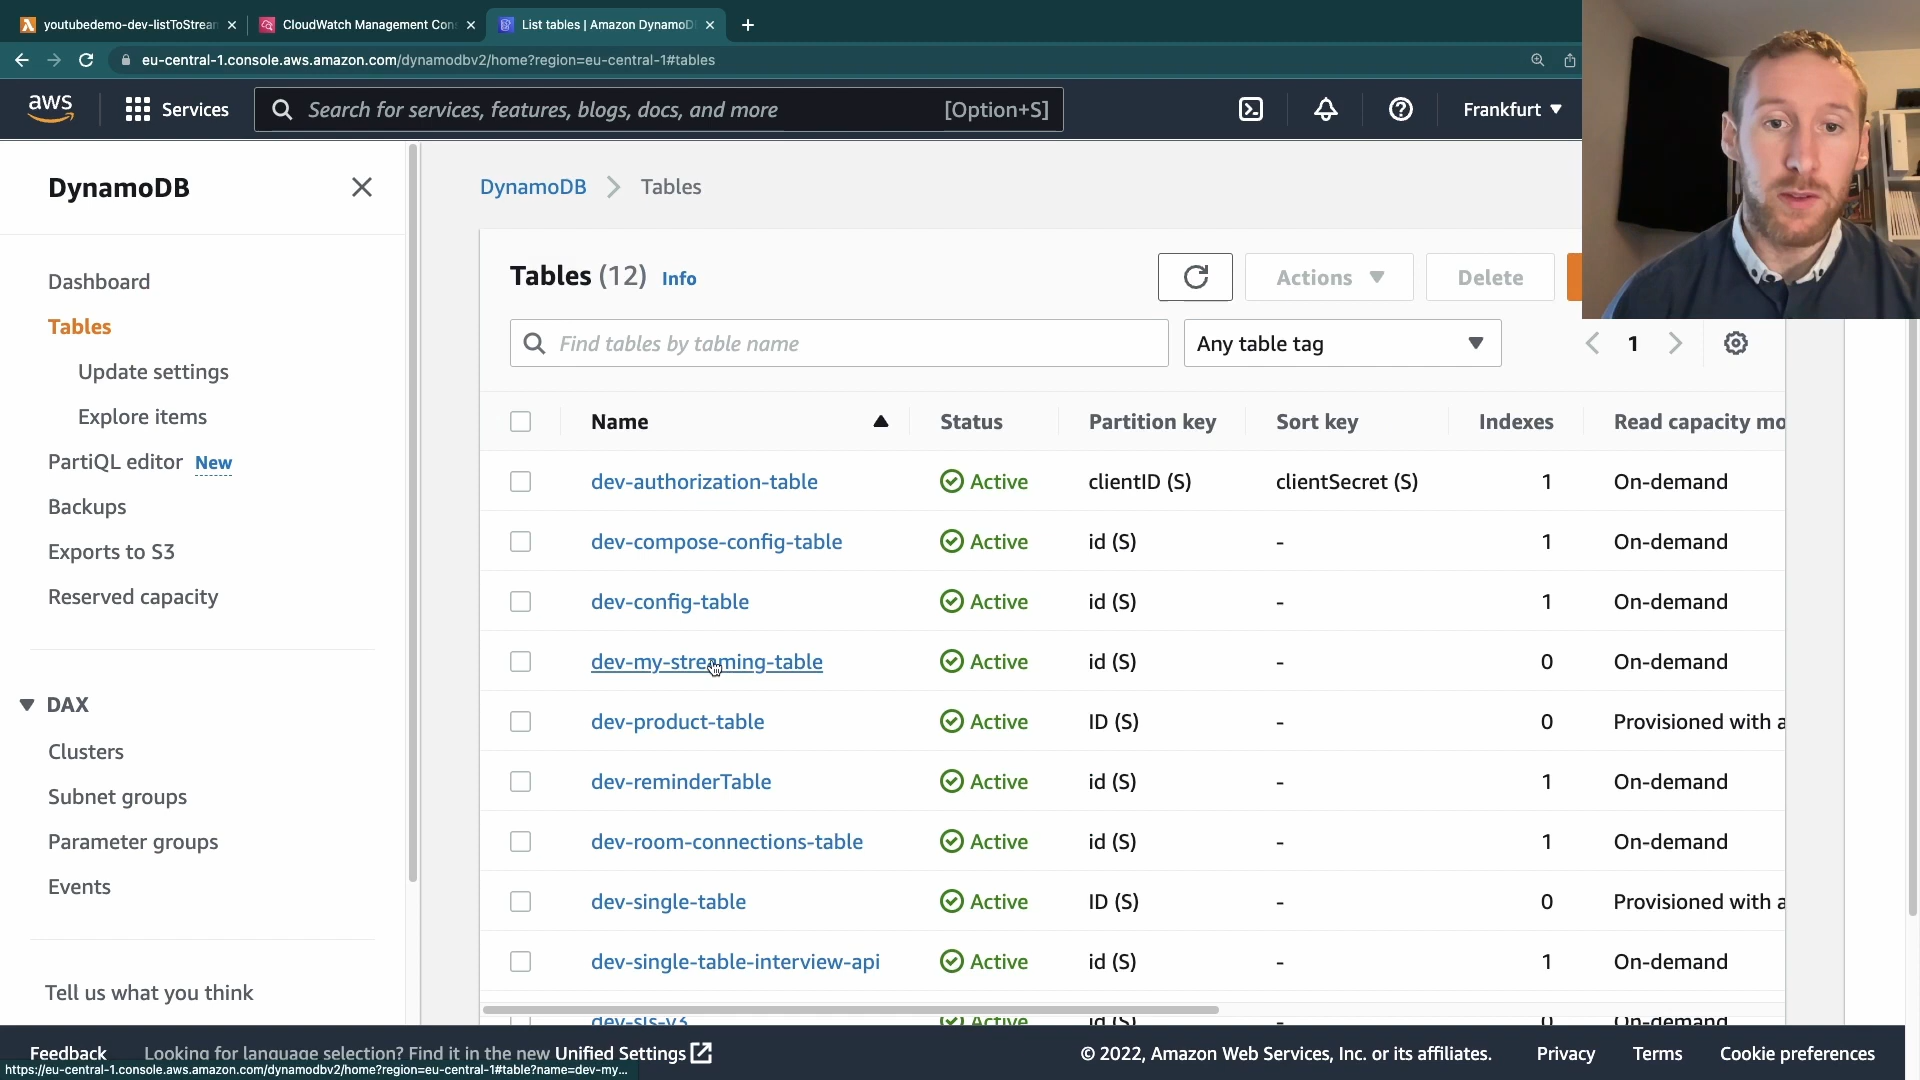 youtubedemo-dev-listToStrean
CloudWatch Management Con
List tables | Amazon DynamoD
eu-central-1.console.aws.amazon.com/dynamodbv2/home?region=eu-central-1#tables
aws
Services
Search for services, features, blogs, docs, and more
[Option+S]
Frankfurt
DynamoDB
Dashboard
Tables
Update settings
Explore items
PartiQL editor New
Backups
Exports to S3
Reserved capacity
DAX
Clusters
Subnet groups
Parameter groups
Events
Tell us what you think
DynamoDB
Tables
Tables (12) Info
Actions
Delete
Find tables by table name
Any table tag
1
Name Status Partition key Sort key Indexes Read capacity mo
dev-authorization-table Active clientID (S) clientSecret (S) 1 On-demand
dev-compose-config-table Active id (S) - 1 On-demand
dev-config-table Active id (S) - 1 On-demand
dev-my-streaming-table Active id (S) - 0 On-demand
dev-product-table Active ID (S) - 0 Provisioned with a
dev-reminderTable Active id (S) - 1 On-demand
dev-room-connections-table Active id (S) - 1 On-demand
dev-single-table Active ID (S) - 0 Provisioned with a
dev-single-table-interview-api Active id (S) - 1 On-demand
dev-sls-v3 Active id (S) - 0 On-demand
Feedback
Looking for language selection? Find it in the new Unified Settings
© 2022, Amazon Web Services, Inc. or its affiliates.
Privacy
Terms
Cookie preferences
https://eu-central-1.console.aws.amazon.com/dynamodbv2/home?region=eu-central-1#table?name=dev-my...